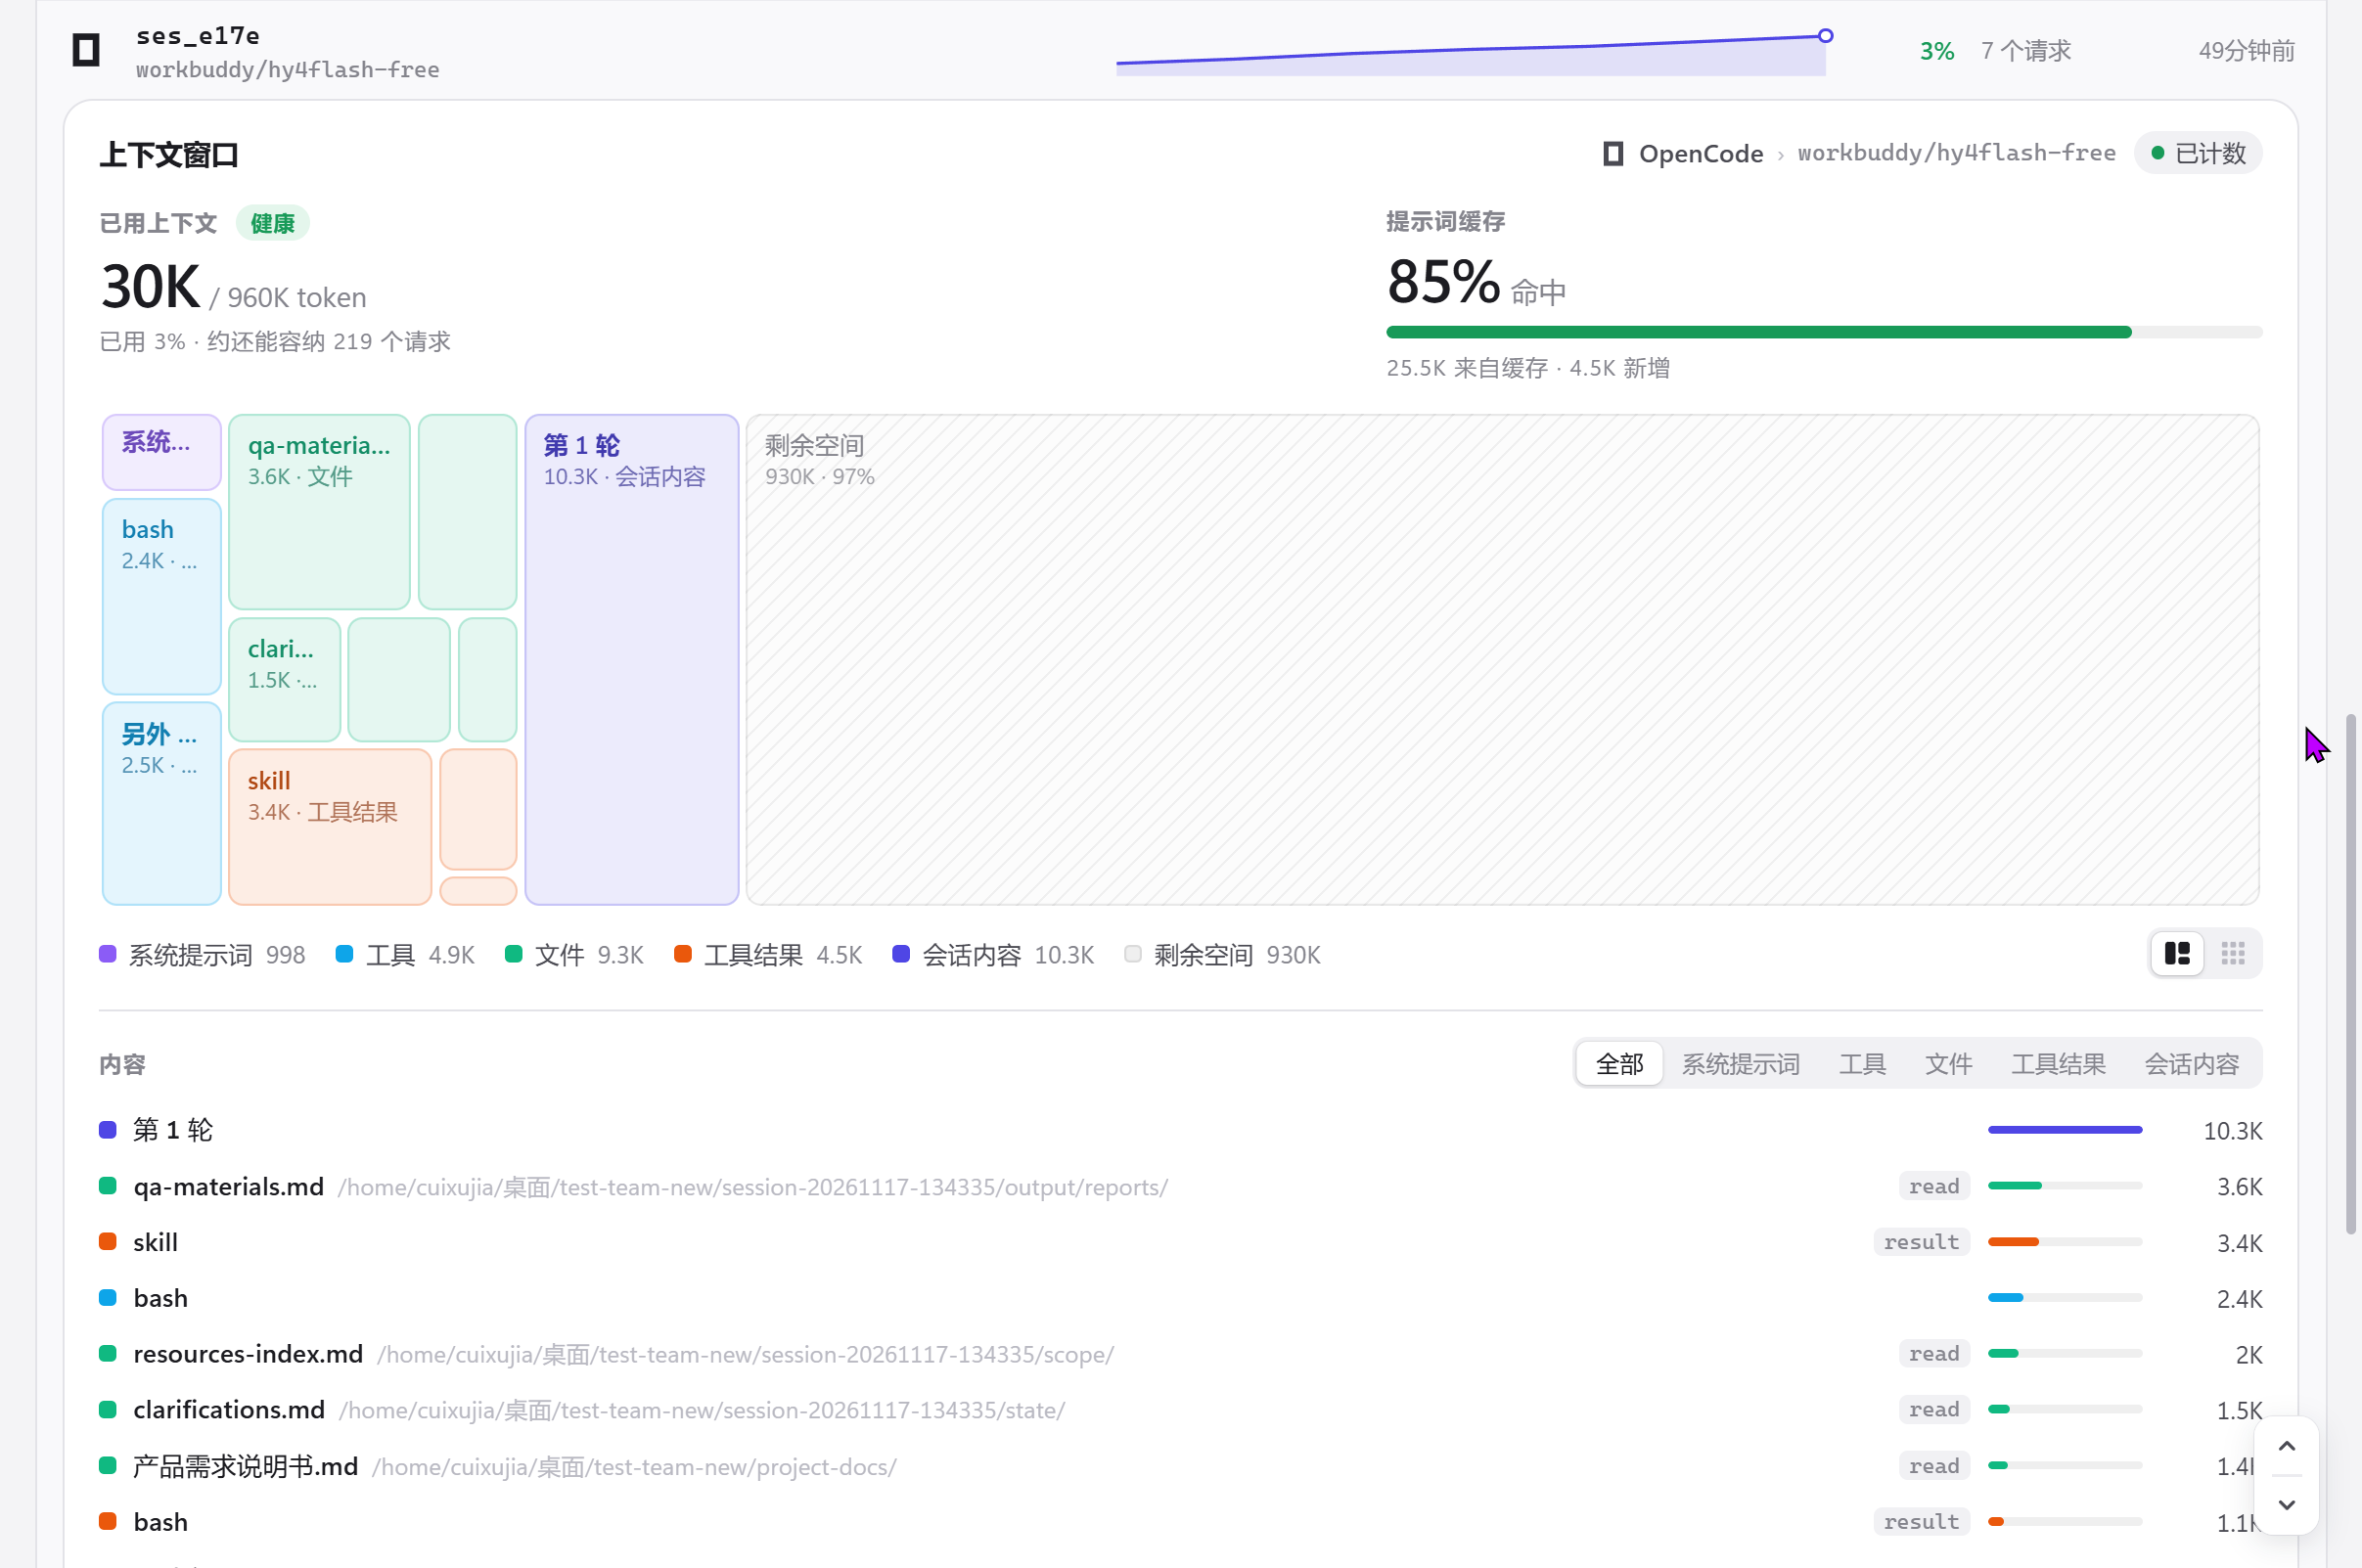 ses_e17e
workbuddy/hy4flash-free
3% 7 个请求 49分钟前
上下文窗口
OpenCode › workbuddy/hy4flash-free 已计数
已用上下文 健康
30K / 960K token
已用 3% · 约还能容纳 219 个请求
提示词缓存
85% 命中
25.5K 来自缓存 · 4.5K 新增
系统...
bash
2.4K · ...
另外 ...
2.5K · ...
qa-materia...
3.6K · 文件
clari...
1.5K ·...
skill
3.4K · 工具结果
第 1 轮
10.3K · 会话内容
剩余空间
930K · 97%
系统提示词 998 工具 4.9K 文件 9.3K 工具结果 4.5K 会话内容 10.3K 剩余空间 930K
内容
全部 系统提示词 工具 文件 工具结果 会话内容
第 1 轮 10.3K
qa-materials.md /home/cuixujia/桌面/test-team-new/session-20261117-134335/output/reports/ read 3.6K
skill result 3.4K
bash 2.4K
resources-index.md /home/cuixujia/桌面/test-team-new/session-20261117-134335/scope/ read 2K
clarifications.md /home/cuixujia/桌面/test-team-new/session-20261117-134335/state/ read 1.5K
产品需求说明书.md /home/cuixujia/桌面/test-team-new/project-docs/ read 1.4K
bash result 1.1K